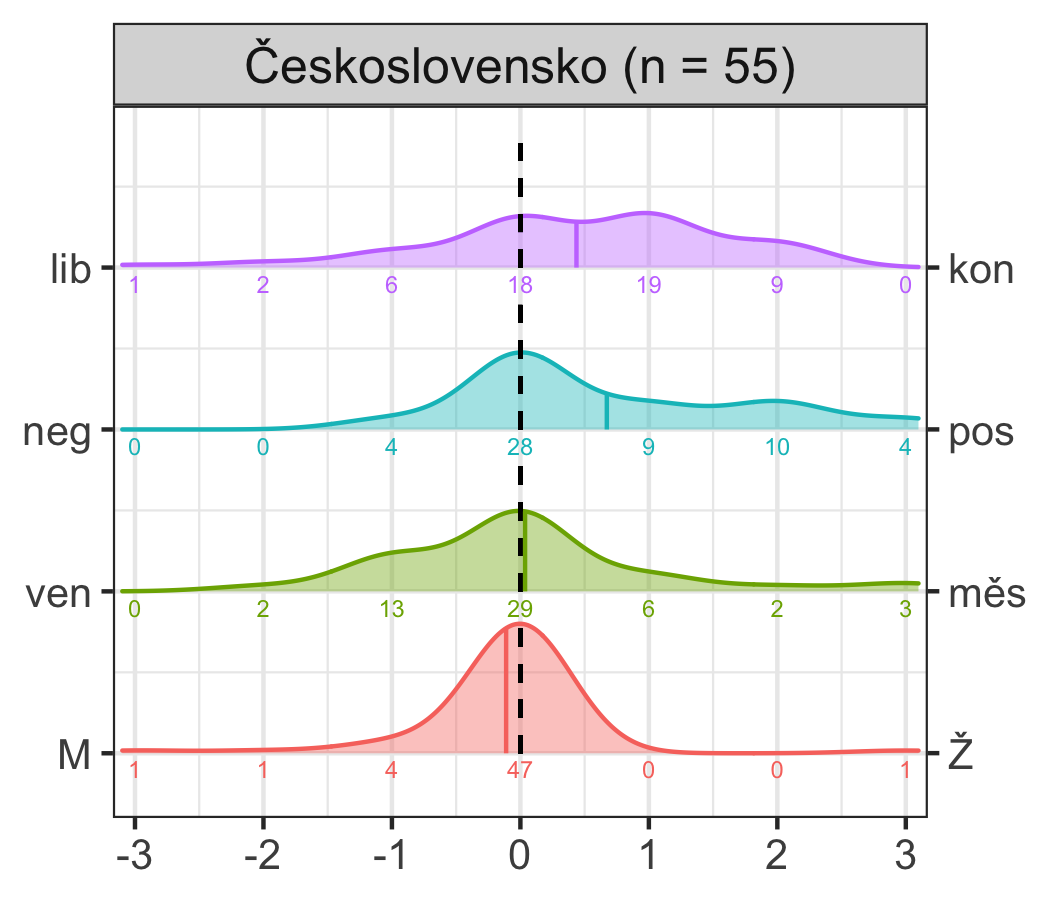 Československo (n = 55)
lib kon
1 2 6 18 19 9 0
neg pos
0 0 4 28 9 10 4
ven měs
0 2 13 29 6 2 3
M Ž
1 1 4 47 0 0 1
-3 -2 -1 0 1 2 3